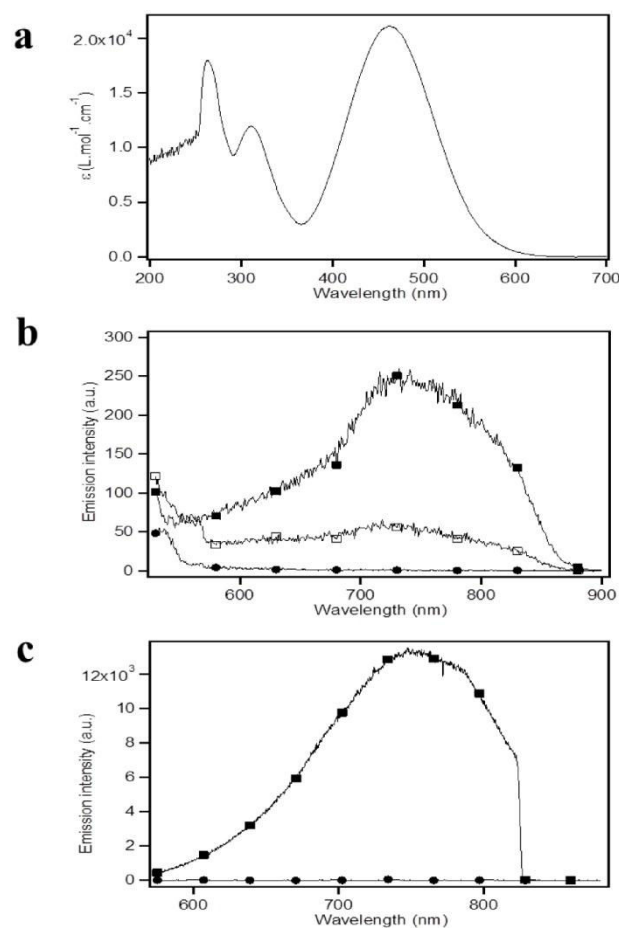 a
2.0x10⁴
1.5
1.0
0.5
0.0
ε (L.mol⁻¹.cm⁻¹)
200 300 400 500 600 700
Wavelength (nm)
b
300
250
200
150
100
50
0
Emission intensity (a.u.)
600 700 800 900
Wavelength (nm)
c
12x10³
10
8
6
4
2
0
Emission intensity (a.u.)
600 700 800
Wavelength (nm)